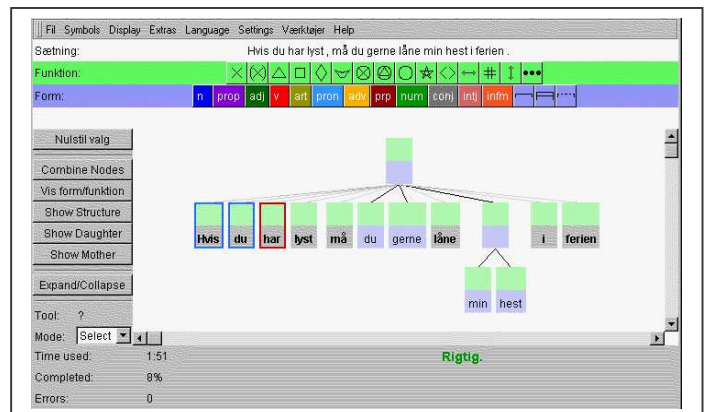 Fil Symbols Display Extras Language Settings Værktøjer Help
Sætning: Hvis du har lyst , må du gerne låne min hest i ferien .
Funktion:
Form: n prop adj v art pron adv prp num conj intj infm
Nulstil valg
Combine Nodes
Vis form/funktion
Show Structure
Show Daughter
Show Mother
Expand/Collapse
Hvis du har lyst må du gerne låne i ferien
min hest
Tool: ?
Mode: Select
Time used: 1:51 Rigtig.
Completed: 8%
Errors: 0